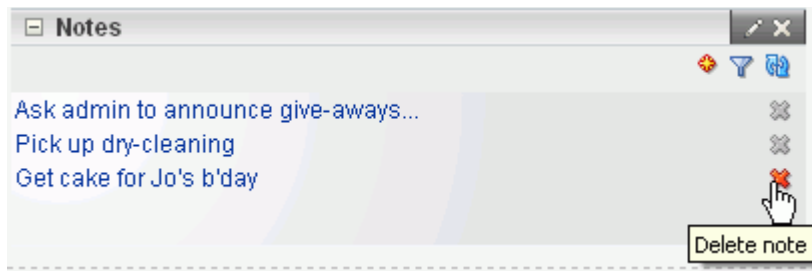 Notes
Ask admin to announce give-aways...
Pick up dry-cleaning
Get cake for Jo's b'day
Delete note